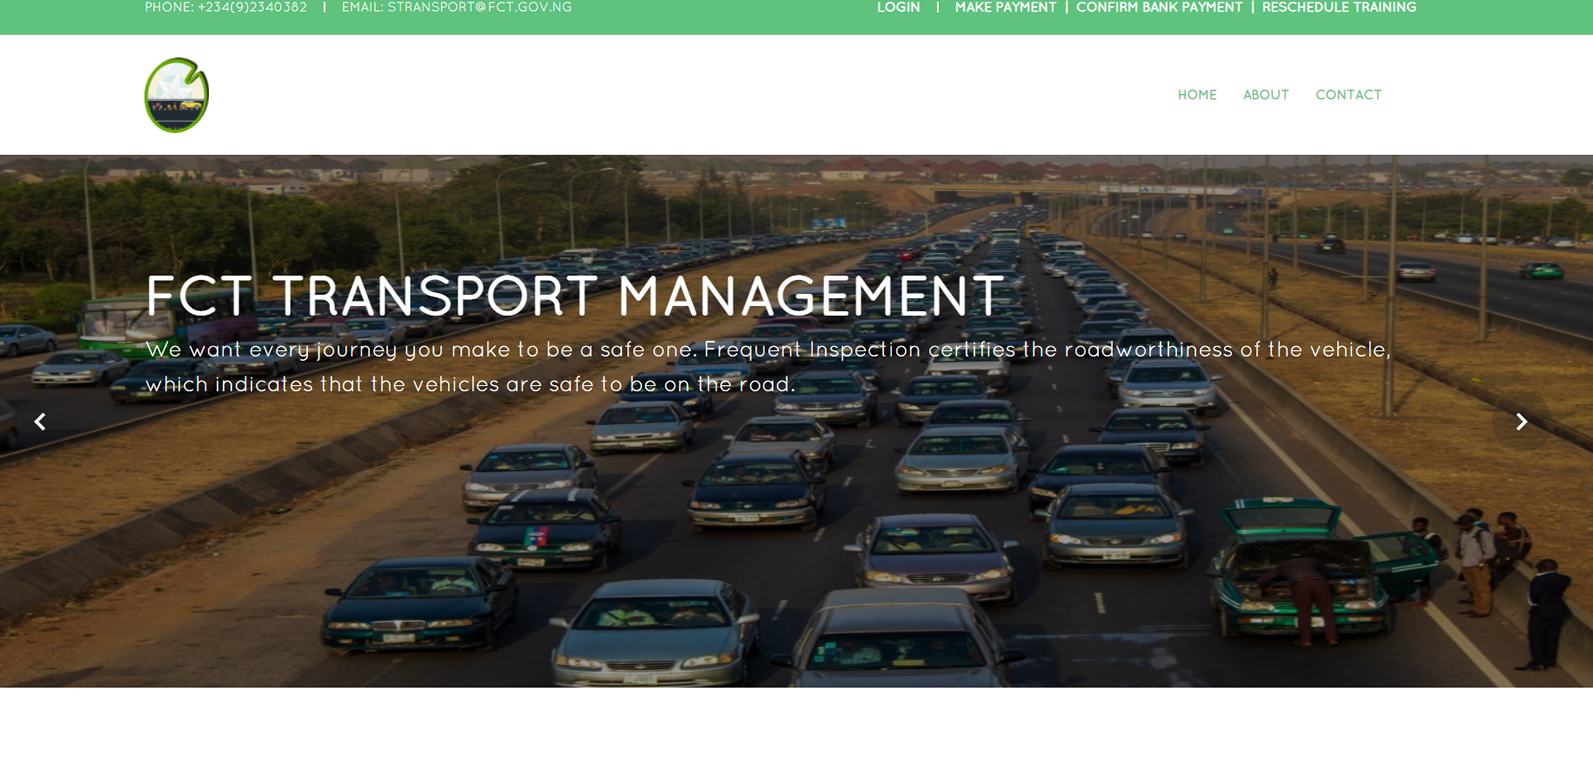 PHONE: +234(9)2340382 | EMAIL: STRANSPORT@FCT.GOV.NG
LOGIN | MAKE PAYMENT | CONFIRM BANK PAYMENT | RESCHEDULE TRAINING
HOME ABOUT CONTACT
FCT TRANSPORT MANAGEMENT
We want every journey you make to be a safe one. Frequent Inspection certifies the roadworthiness of the vehicle,
which indicates that the vehicles are safe to be on the road.